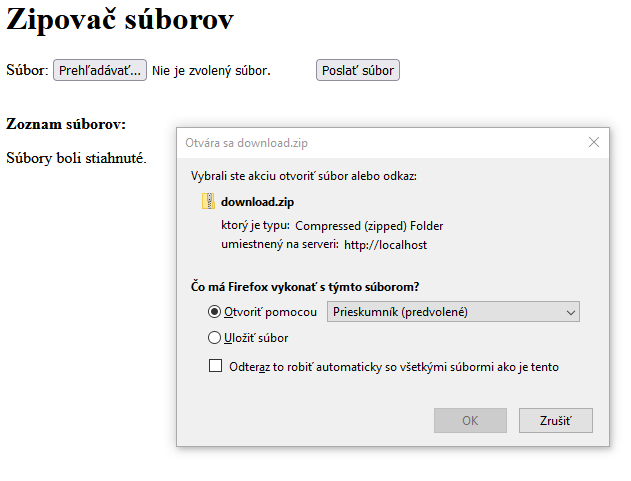 Zipovač súborov
Súbor: Prehľadávať... Nie je zvolený súbor. Poslať súbor
Zoznam súborov:
Súbory boli stiahnuté.
Otvára sa download.zip
Vybrali ste akciu otvoriť súbor alebo odkaz:
download.zip
ktorý je typu: Compressed (zipped) Folder
umiestnený na serveri: http://localhost
Čo má Firefox vykonať s týmto súborom?
Otvoriť pomocou Prieskumník (predvolené)
Uložiť súbor
Odteraz to robiť automaticky so všetkými súbormi ako je tento
OK Zrušiť